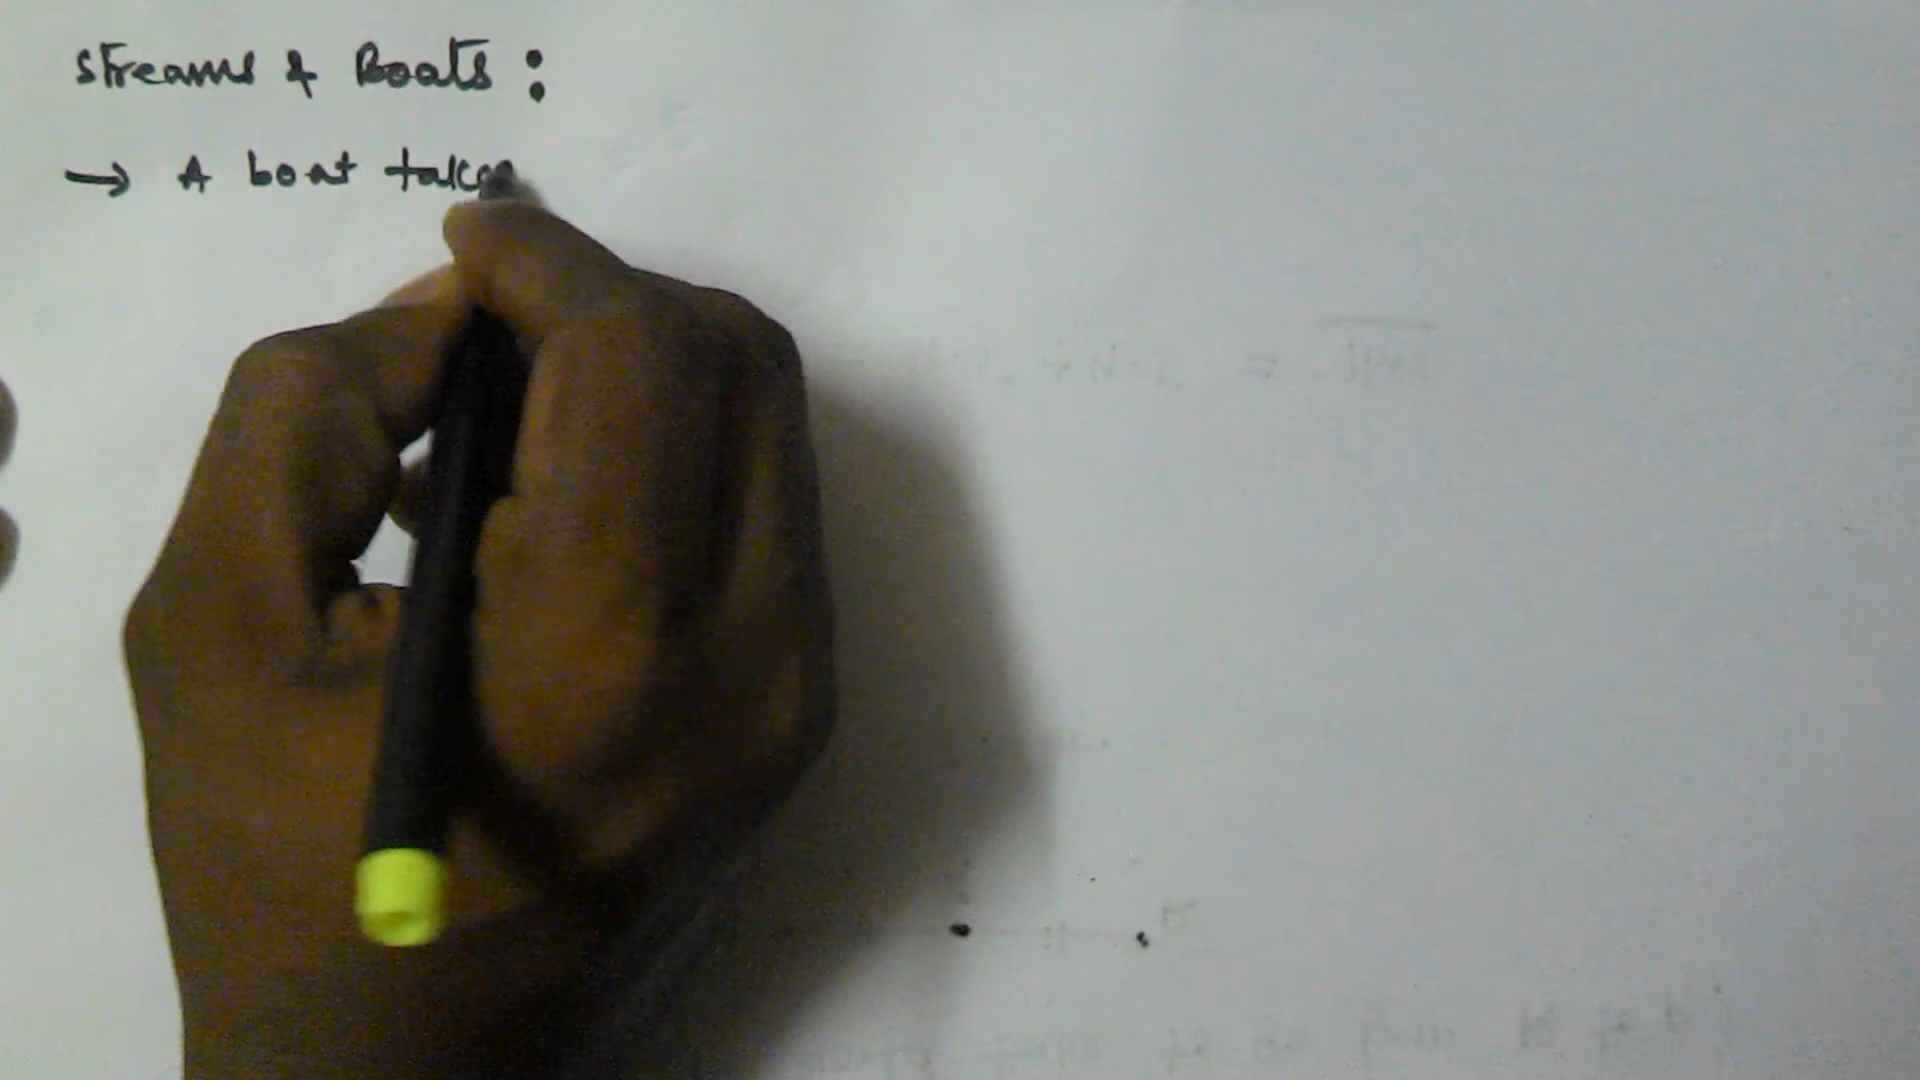 Streams & Boats :
→ A boat takes